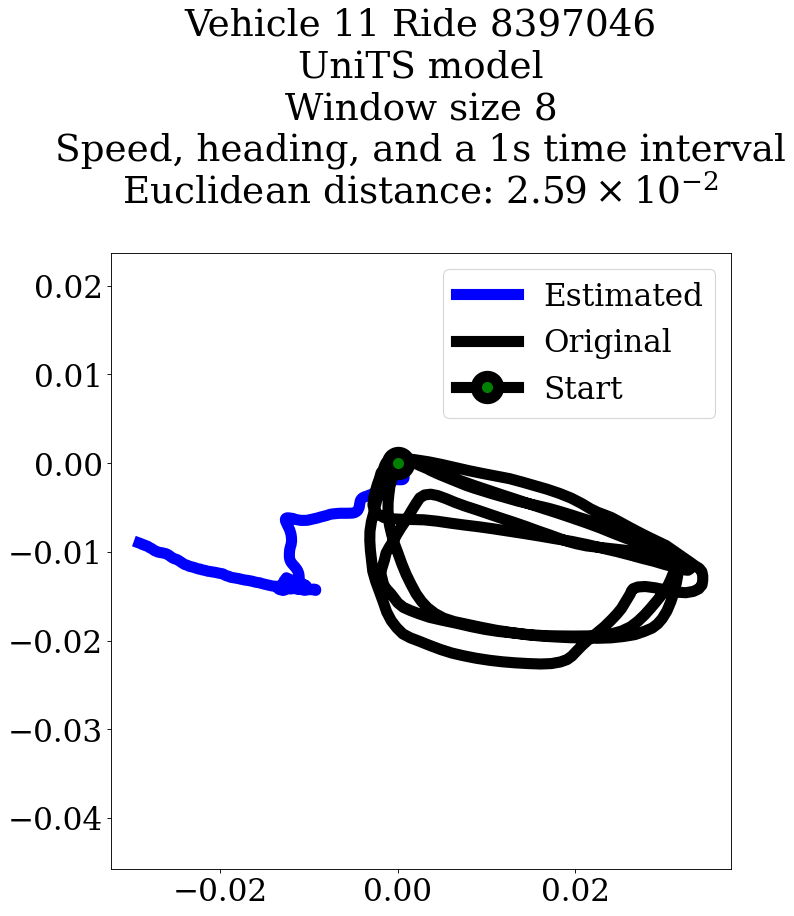 Vehicle 11 Ride 8397046
UniTS model
Window size 8
Speed, heading, and a 1s time interval
Euclidean distance: 2.59 × 10⁻²
Estimated
Original
Start
0.02
0.01
0.00
−0.01
−0.02
−0.03
−0.04
−0.02 0.00 0.02